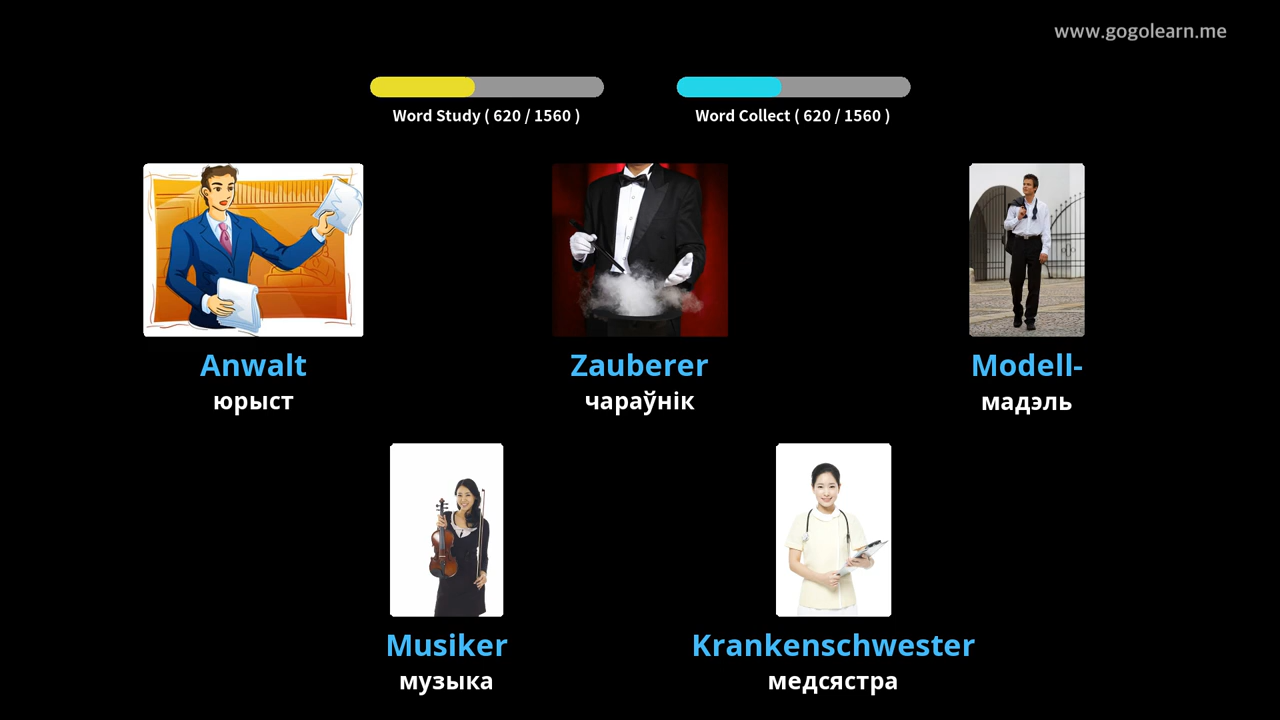 www.gogolearn.me
Word Study ( 620 / 1560 )
Word Collect ( 620 / 1560 )
Anwalt
юрыст
Zauberer
чараўнік
Modell-
мадэль
Musiker
музыка
Krankenschwester
медсястра